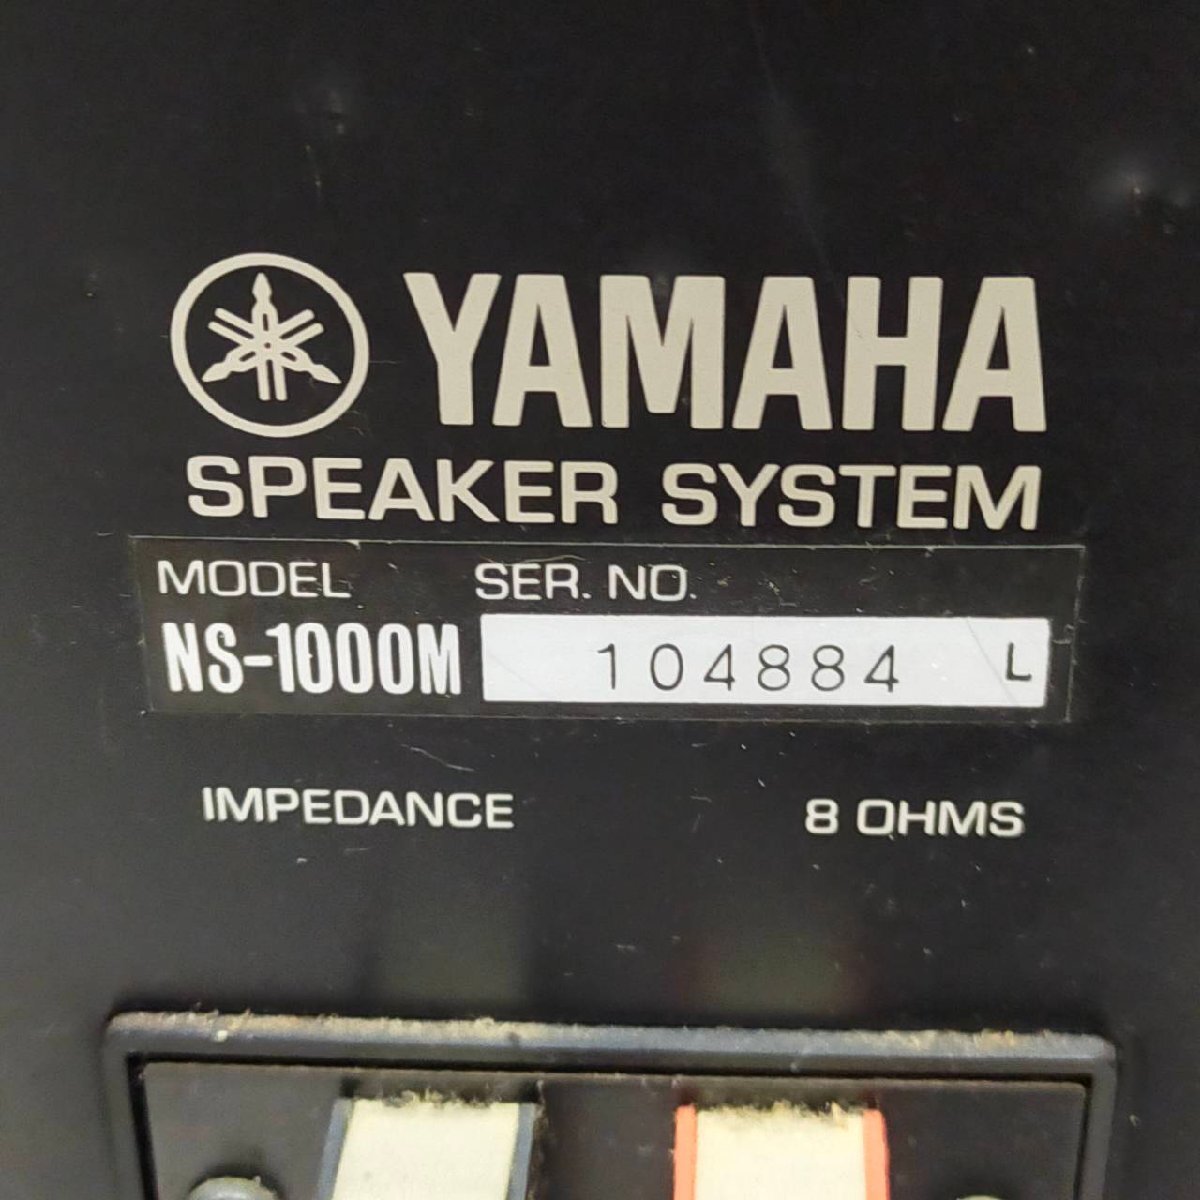 YAMAHA
SPEAKER SYSTEM
MODEL SER. NO.
NS-1000M 104884 L
IMPEDANCE 8 OHMS